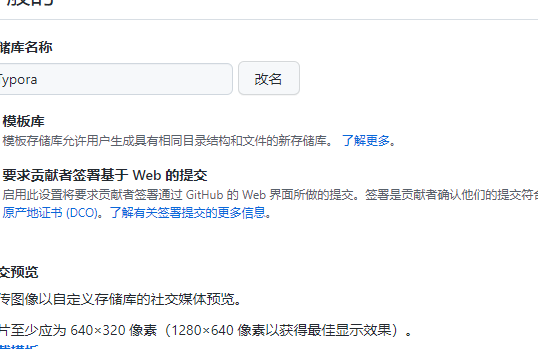 储库名称
Typora
改名
模板库
模板存储库允许用户生成具有相同目录结构和文件的新存储库。 了解更多。
要求贡献者签署基于 Web 的提交
启用此设置将要求贡献者签署通过 GitHub 的 Web 界面所做的提交。签署是贡献者确认他们的提交符合
原产地证书 (DCO)。了解有关签署提交的更多信息。
交预览
传图像以自定义存储库的社交媒体预览。
片至少应为 640×320 像素（1280×640 像素以获得最佳显示效果）。